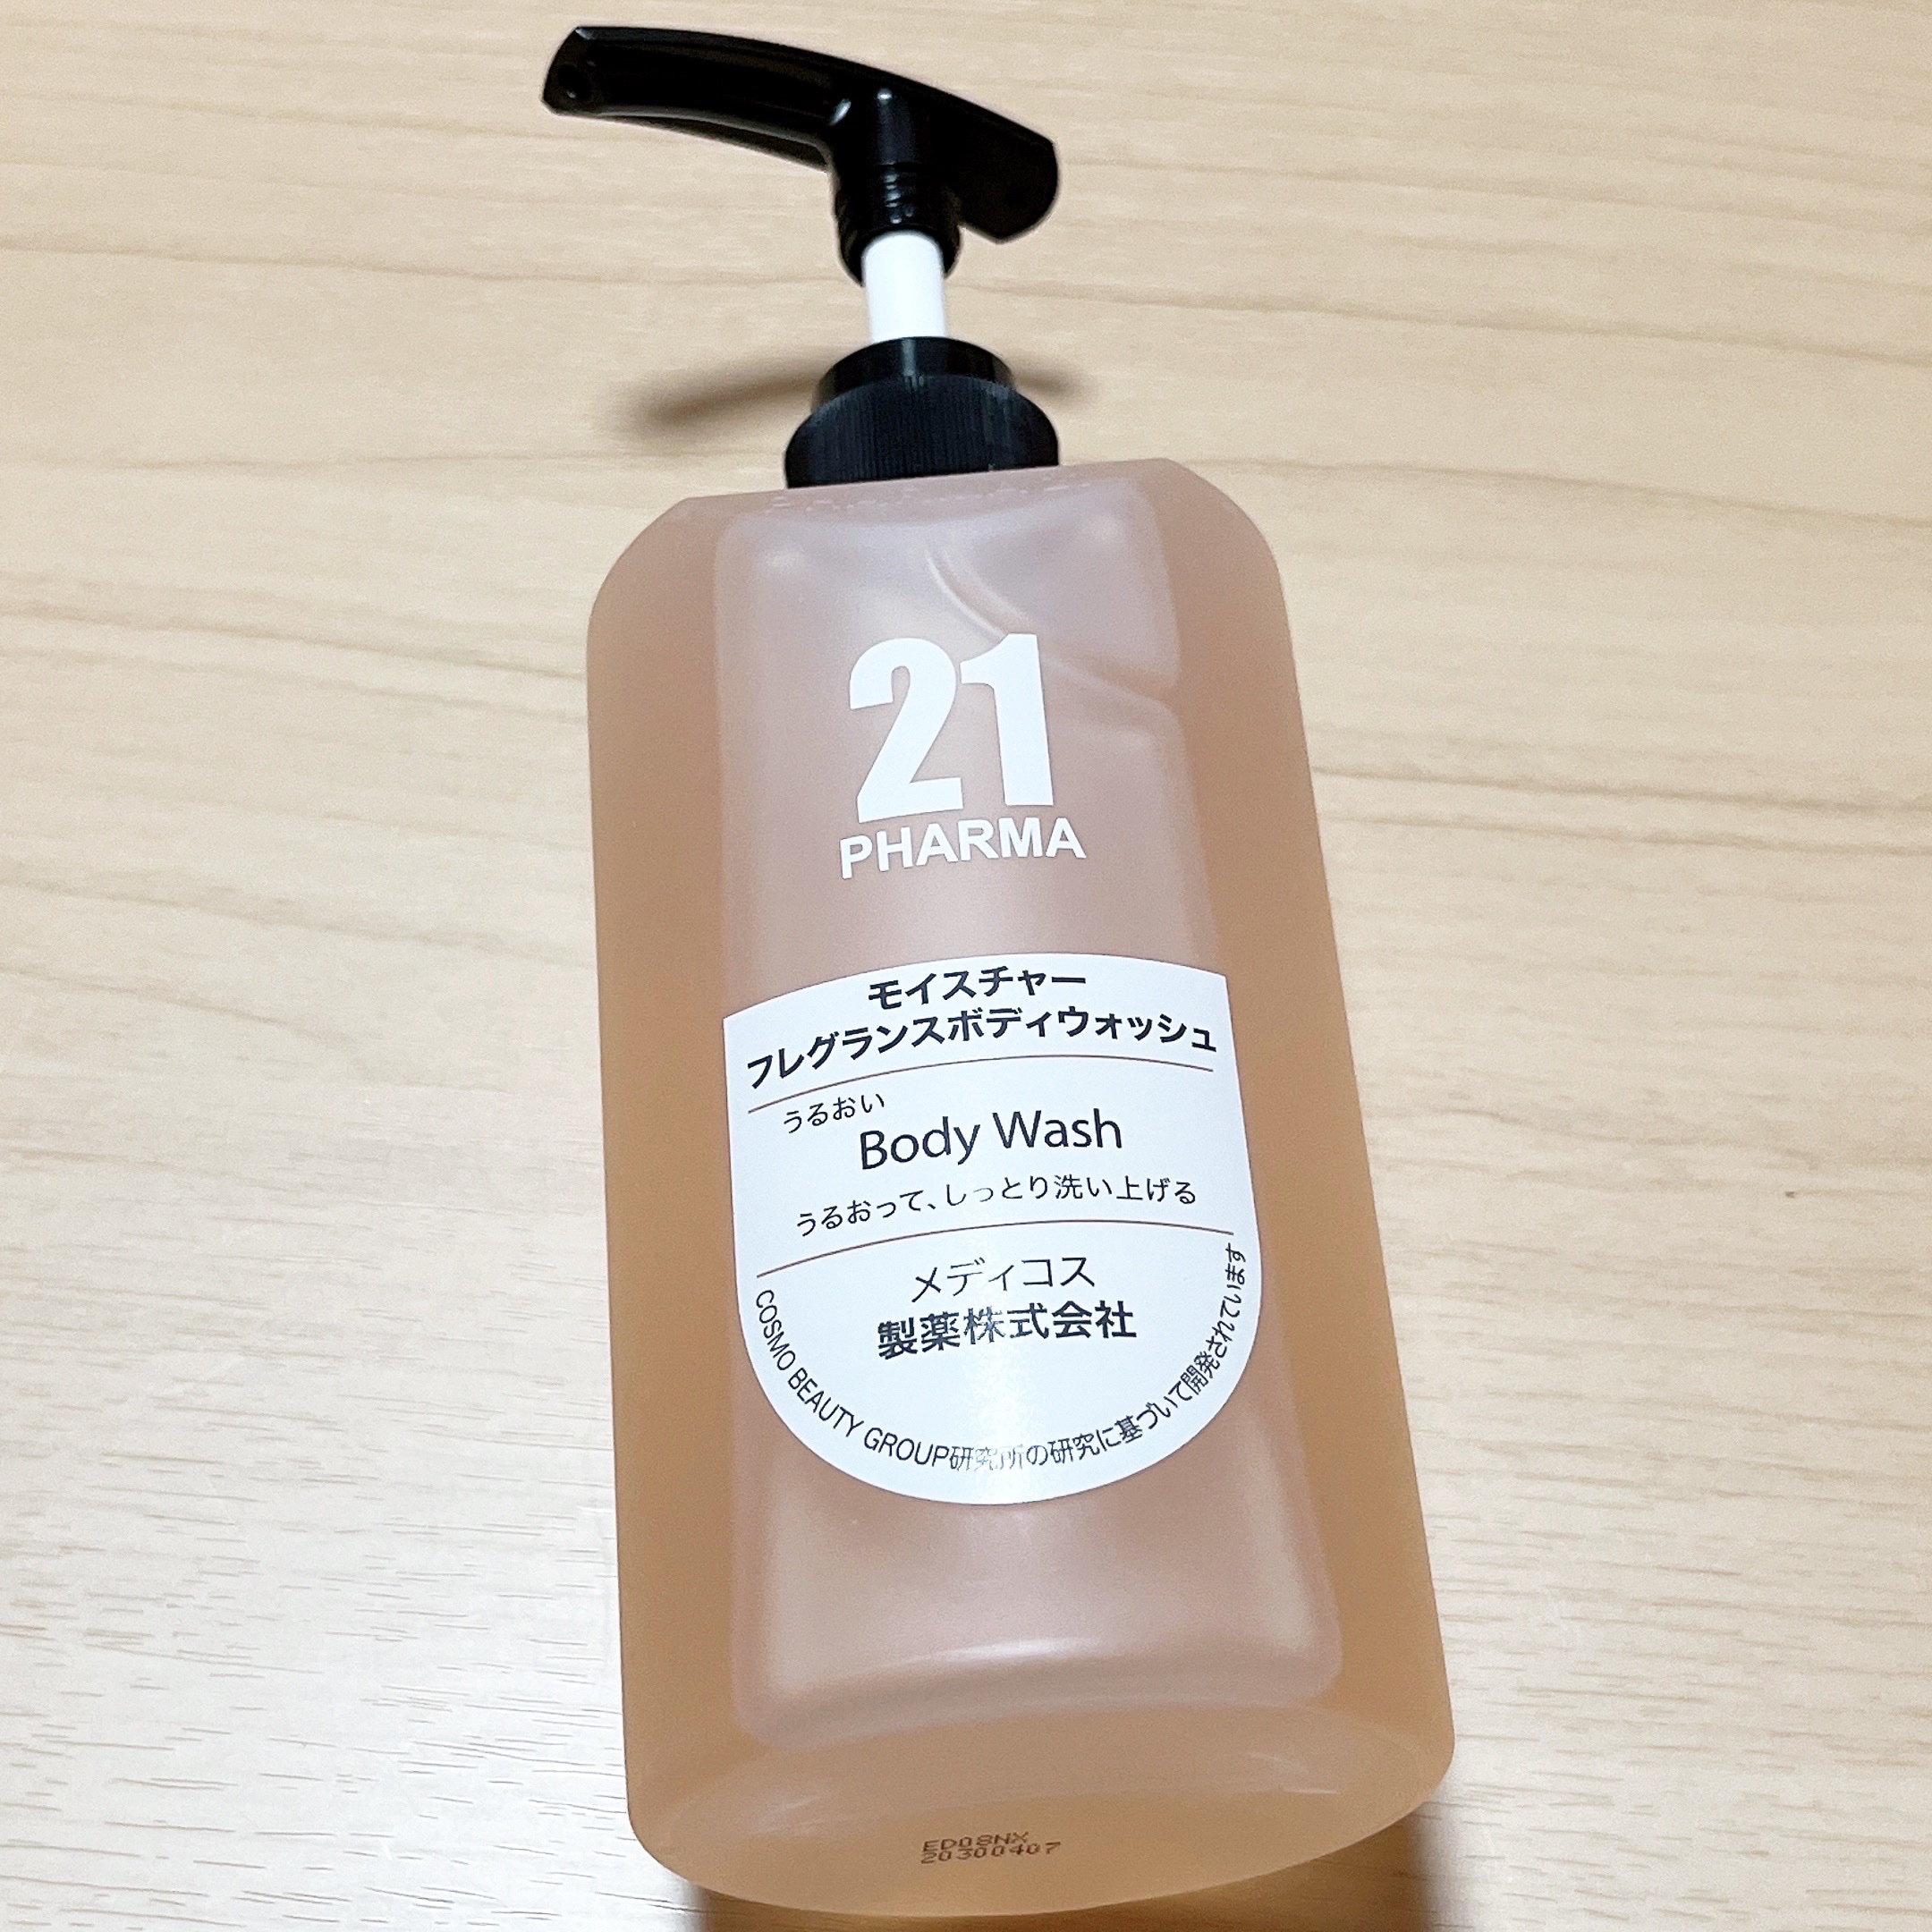 21
PHARMA
モイスチャー
フレグランスボディウォッシュ
うるおい
Body Wash
うるおって、しっとり洗い上げる
メディコス
製薬株式会社
COSMO BEAUTY GROUP研究所の研究に基づいて開発されています
ED08NX
20300407